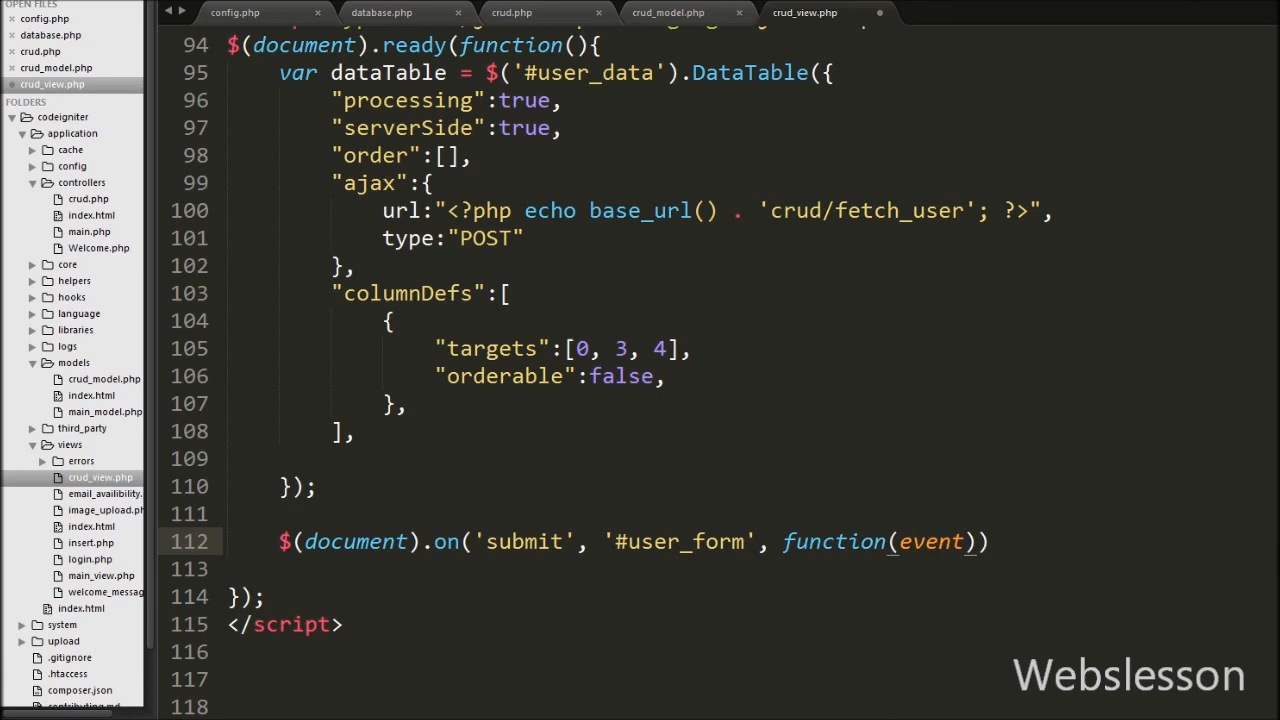 OPEN FILES
config.php
database.php
crud.php
crud_model.php
crud_view.php
FOLDERS
codeigniter
application
cache
config
controllers
crud.php
index.html
main.php
Welcome.php
core
helpers
hooks
language
libraries
logs
models
crud_model.php
index.html
main_model.php
third_party
views
errors
crud_view.php
email_availibility.
image_upload.ph
index.html
insert.php
login.php
main_view.php
welcome_messag
index.html
system
upload
.gitignore
.htaccess
composer.json
contributing.md
config.php database.php crud.php crud_model.php crud_view.php
94 $(document).ready(function(){
95 var dataTable = $('#user_data').DataTable({
96 "processing":true,
97 "serverSide":true,
98 "order":[],
99 "ajax":{
100 url:"<?php echo base_url() . 'crud/fetch_user'; ?>",
101 type:"POST"
102 },
103 "columnDefs":[
104 {
105 "targets":[0, 3, 4],
106 "orderable":false,
107 },
108 ],
109
110 });
111
112 $(document).on('submit', '#user_form', function(event))
113
114 });
115 </script>
116
117
118
Webslesson